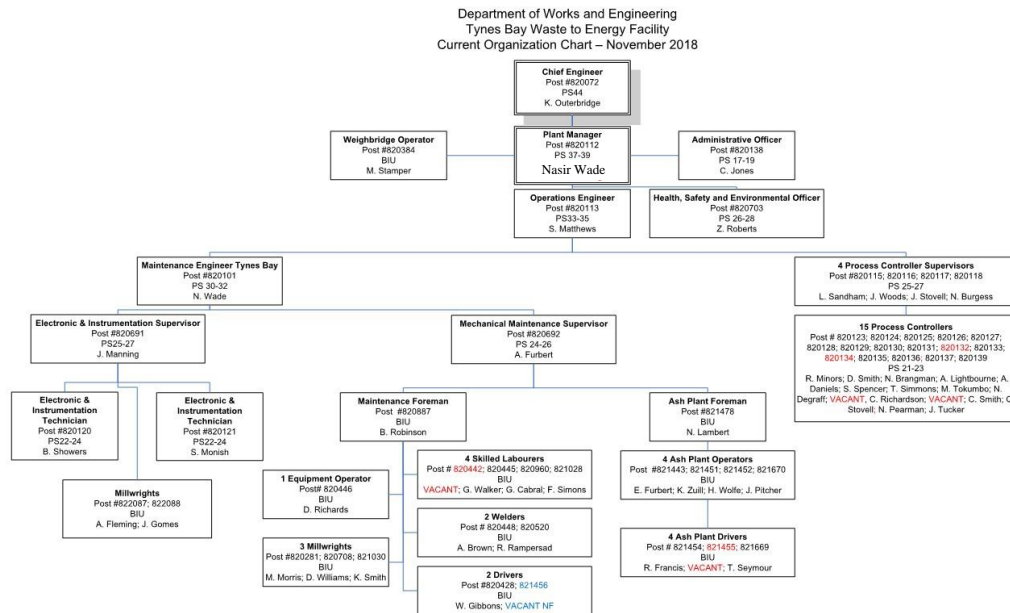 Department of Works and Engineering
Tynes Bay Waste to Energy Facility
Current Organization Chart – November 2018
Chief Engineer
Post #820072
PS44
K. Outerbridge
Weighbridge Operator
Post #820384
BIU
M. Stamper
Plant Manager
Post #820112
PS 37-39
Nasir Wade
Administrative Officer
Post #820138
PS 17-19
C. Jones
Operations Engineer
Post #820113
PS33-35
S. Matthews
Health, Safety and Environmental Officer
Post #820703
PS 26-28
Z. Roberts
Maintenance Engineer Tynes Bay
Post #820101
PS 30-32
N. Wade
4 Process Controller Supervisors
Post #820115; 820116; 820117; 820118
PS 25-27
L. Sandham; J. Woods; J. Stovell; N. Burgess
Electronic & Instrumentation Supervisor
Post #820691
PS25-27
J. Manning
Mechanical Maintenance Supervisor
Post #820692
PS 24-26
A. Furbert
15 Process Controllers
Post # 820123; 820124; 820125; 820126; 820127;
820128; 820129; 820130; 820131; 820132; 820133;
820134; 820135; 820136; 820137; 820139
PS 21-23
R. Minors; D. Smith; N. Brangman; A. Lightbourne; A.
Daniels; S. Spencer; T. Simmons; M. Tokumbo; N.
Degraff; VACANT, C. Richardson; VACANT; C. Smith; C
Stovell; N. Pearman; J. Tucker
Electronic &
Instrumentation
Technician
Post #820120
PS22-24
B. Showers
Electronic &
Instrumentation
Technician
Post #820121
PS22-24
S. Monish
Maintenance Foreman
Post #820887
BIU
B. Robinson
Ash Plant Foreman
Post #821478
BIU
N. Lambert
Millwrights
Post #822087; 822088
BIU
A. Fleming; J. Gomes
1 Equipment Operator
Post# 820446
BIU
D. Richards
4 Skilled Labourers
Post # 820442; 820445; 820960; 821028
BIU
VACANT; G. Walker; G. Cabral; F. Simons
4 Ash Plant Operators
Post #821443; 821451; 821452; 821670
BIU
E. Furbert; K. Zuill; H. Wolfe; J. Pitcher
3 Millwrights
Post #820281; 820708; 821030
BIU
M. Morris; D. Williams; K. Smith
2 Welders
Post # 820448; 820520
BIU
A. Brown; R. Rampersad
4 Ash Plant Drivers
Post # 821454; 821455; 821669
BIU
R. Francis; VACANT; T. Seymour
2 Drivers
Post #820428; 821456
BIU
W. Gibbons; VACANT NF